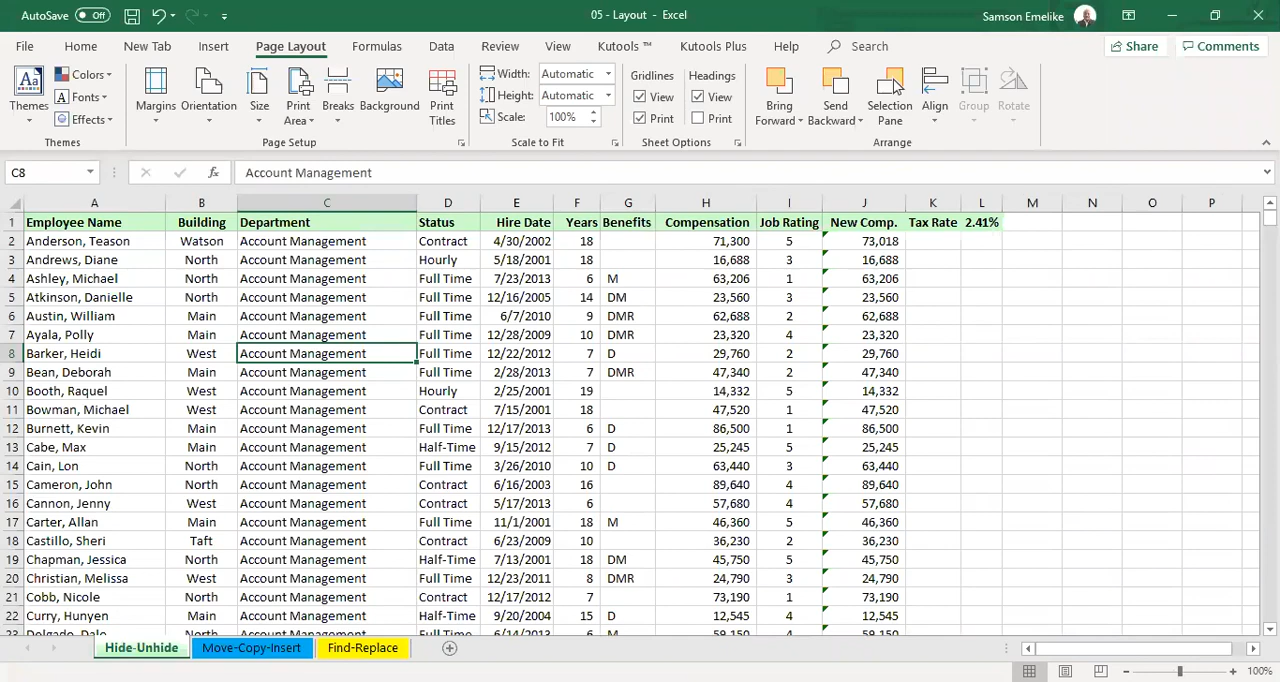 AutoSave Off 05 - Layout - Excel Samson Emelike
File Home New Tab Insert Page Layout Formulas Data Review View Kutools ™ Kutools Plus Help Search Share Comments
Themes Colors Fonts Effects Themes
Margins Orientation Size Print Area Breaks Background Print Titles Page Setup
Width: Automatic
Height: Automatic
Scale: 100%
Scale to Fit
Gridlines Headings
View View
Print Print
Sheet Options
Bring Forward Send Backward Selection Pane Align Group Rotate Arrange
C8 fx Account Management
A B C D E F G H I J K L M N O P
1 Employee Name Building Department Status Hire Date Years Benefits Compensation Job Rating New Comp. Tax Rate 2.41%
2 Anderson, Teason Watson Account Management Contract 4/30/2002 18 71,300 5 73,018
3 Andrews, Diane North Account Management Hourly 5/18/2001 18 16,688 3 16,688
4 Ashley, Michael North Account Management Full Time 7/23/2013 6 M 63,206 1 63,206
5 Atkinson, Danielle North Account Management Full Time 12/16/2005 14 DM 23,560 3 23,560
6 Austin, William Main Account Management Full Time 6/7/2010 9 DMR 62,688 2 62,688
7 Ayala, Polly Main Account Management Full Time 12/28/2009 10 DMR 23,320 4 23,320
8 Barker, Heidi West Account Management Full Time 12/22/2012 7 D 29,760 2 29,760
9 Bean, Deborah Main Account Management Full Time 2/28/2013 7 DMR 47,340 2 47,340
10 Booth, Raquel West Account Management Hourly 2/25/2001 19 14,332 5 14,332
11 Bowman, Michael West Account Management Contract 7/15/2001 18 47,520 1 47,520
12 Burnett, Kevin Main Account Management Full Time 12/17/2013 6 D 86,500 1 86,500
13 Cabe, Max Main Account Management Half-Time 9/15/2012 7 D 25,245 5 25,245
14 Cain, Lon North Account Management Full Time 3/26/2010 10 D 63,440 3 63,440
15 Cameron, John North Account Management Contract 6/16/2003 16 89,640 4 89,640
16 Cannon, Jenny West Account Management Contract 5/17/2013 6 57,680 4 57,680
17 Carter, Allan Main Account Management Full Time 11/1/2001 18 M 46,360 5 46,360
18 Castillo, Sheri Taft Account Management Contract 6/23/2009 10 36,230 2 36,230
19 Chapman, Jessica North Account Management Half-Time 7/13/2001 18 DM 45,750 5 45,750
20 Christian, Melissa West Account Management Full Time 12/23/2011 8 DMR 24,790 3 24,790
21 Cobb, Nicole North Account Management Contract 12/17/2012 7 73,190 1 73,190
22 Curry, Hunyen Main Account Management Half-Time 9/20/2004 15 D 12,545 4 12,545
23 Delgado, Dale North Account Management Full Time 6/14/2013 6 M 59,150 4 59,150
Hide-Unhide Move-Copy-Insert Find-Replace
100%